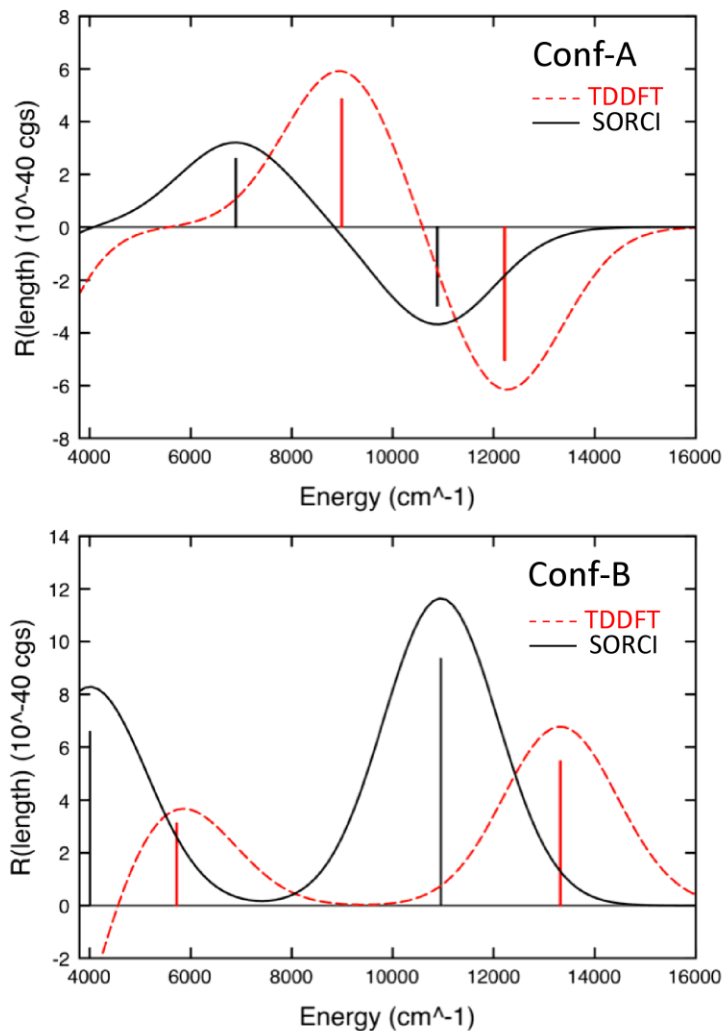 8
6
4
2
0
-2
-4
-6
-8
R(length) (10^-40 cgs)
Conf-A
TDDFT
SORCI
4000 6000 8000 10000 12000 14000 16000
Energy (cm^-1)
14
12
10
8
6
4
2
0
-2
R(length) (10^-40 cgs)
Conf-B
TDDFT
SORCI
4000 6000 8000 10000 12000 14000 16000
Energy (cm^-1)